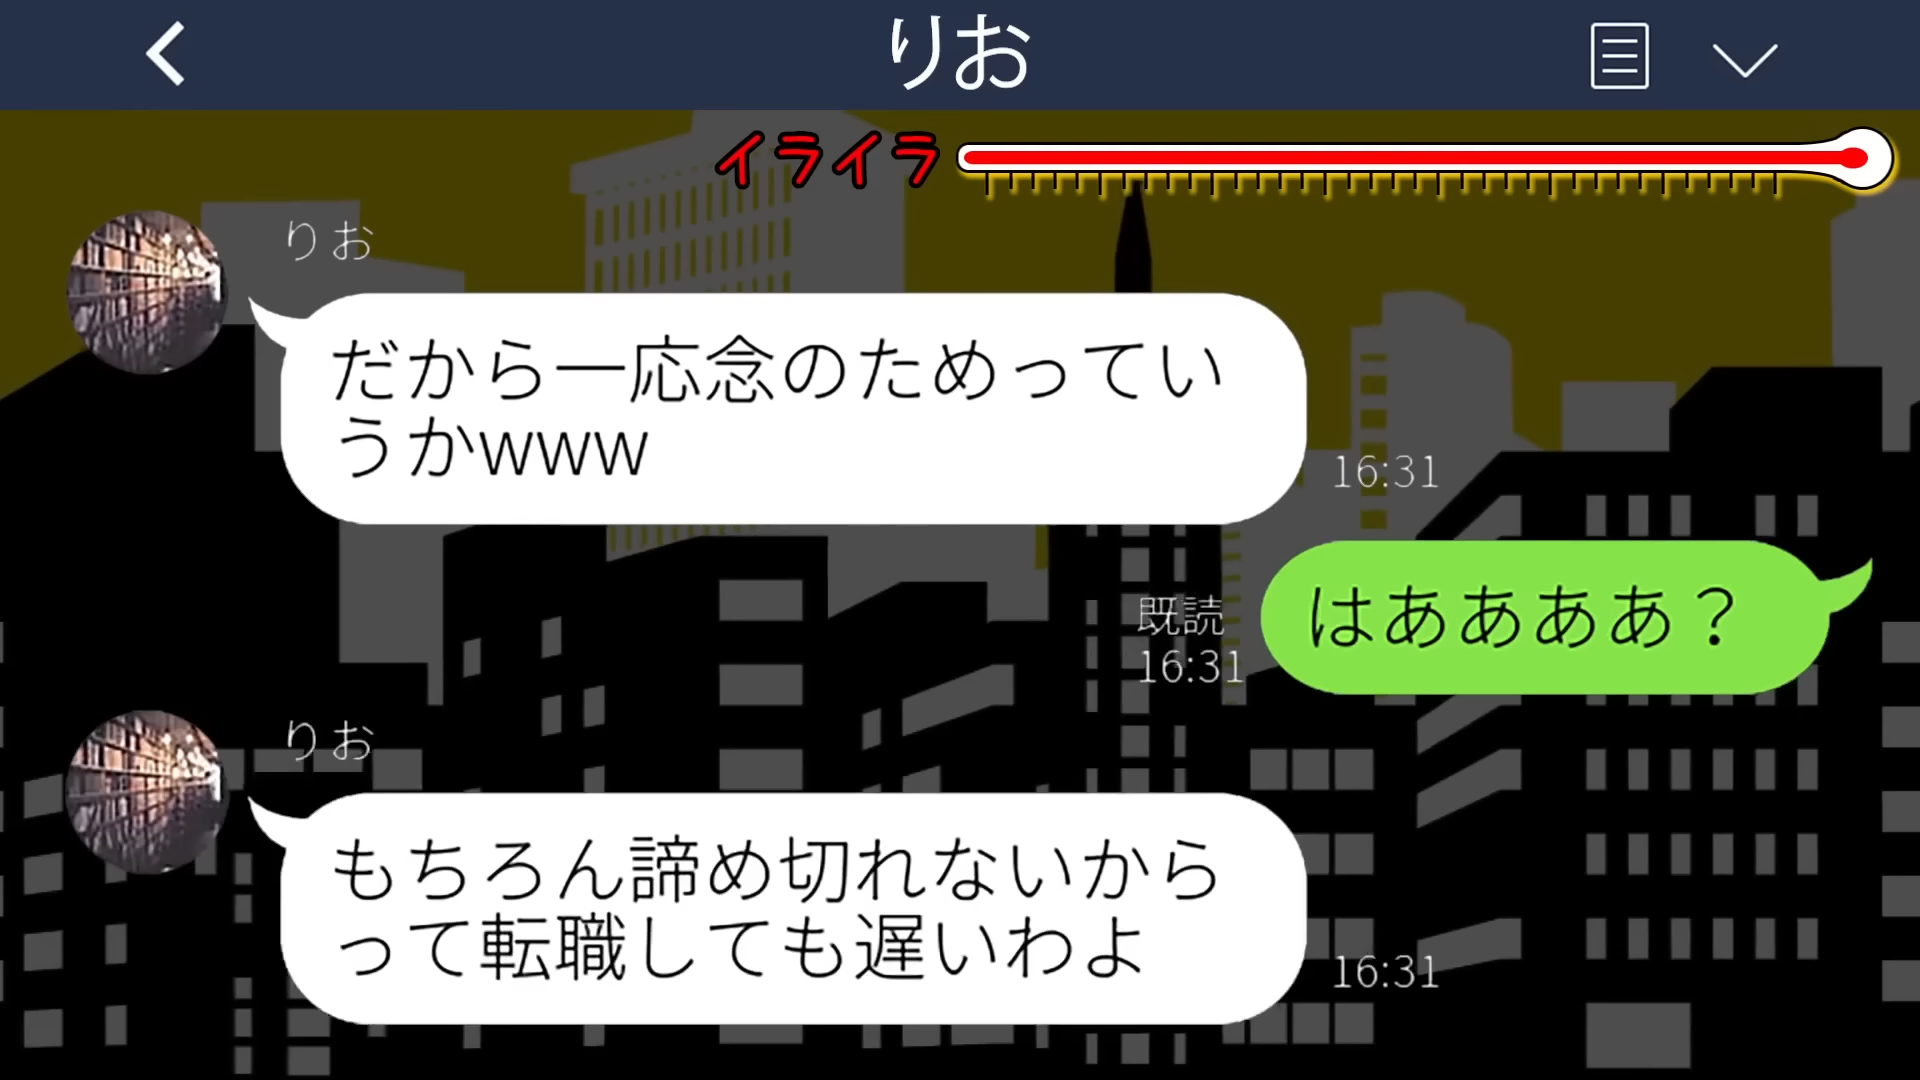 りお
イライラ
りお
だから一応念のためってい
うかwww
16:31
はああああ？
既読
16:31
りお
もちろん諦め切れないから
って転職しても遅いわよ
16:31